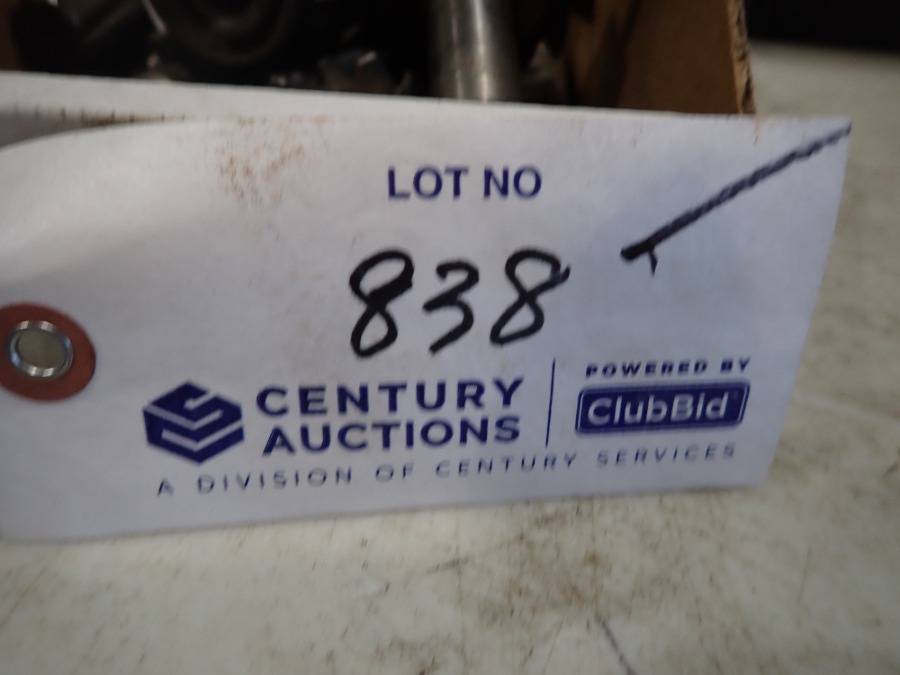 LOT NO
838
CENTURY
AUCTIONS
POWERED BY
ClubBid
A DIVISION OF CENTURY SERVICES